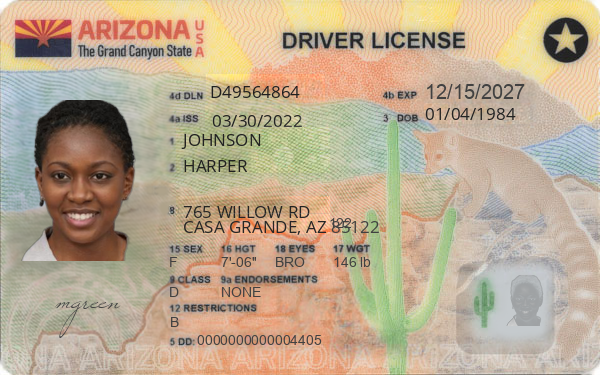 ARIZONA USA
The Grand Canyon State
DRIVER LICENSE
4d DLN D49564864
4b EXP 12/15/2027
4a ISS 03/30/2022
3 DOB 01/04/1984
1 JOHNSON
2 HARPER
8 765 WILLOW RD
CASA GRANDE, AZ 85122
15 SEX 16 HGT 18 EYES 17 WGT
F 7'-06" BRO 146 lb
9 CLASS 9a ENDORSEMENTS
D NONE
12 RESTRICTIONS
B
mgreen
5 DD: 0000000000004405
ARIZONA ARIZONA ARIZONA ARIZONA